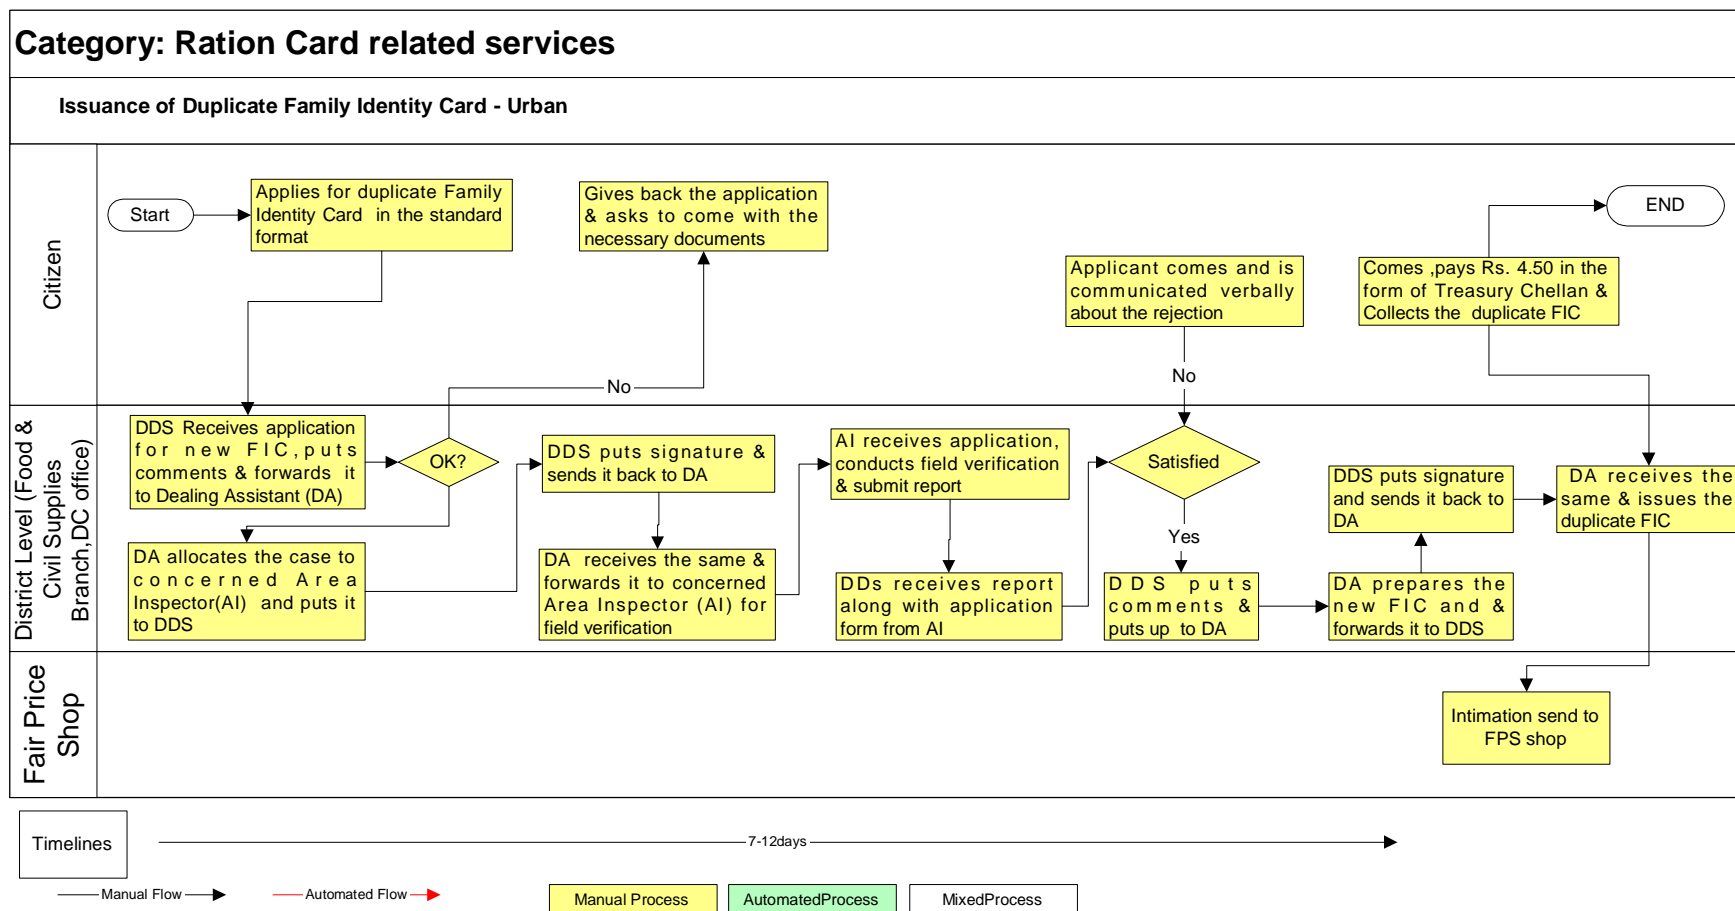 Category: Ration Card related services
Issuance of Duplicate Family Identity Card - Urban
Citizen
Start
Applies for duplicate Family
Identity Card in the standard
format
Gives back the application
& asks to come with the
necessary documents
Applicant comes and is
communicated verbally
about the rejection
END
Comes ,pays Rs. 4.50 in the
form of Treasury Chellan &
Collects the duplicate FIC
No
No
District Level (Food &
Civil Supplies
Branch,DC office)
DDS Receives application
for new FIC,puts
comments & forwards it
to Dealing Assistant (DA)
OK?
DA allocates the case to
concerned Area
Inspector(AI) and puts it
to DDS
DDS puts signature &
sends it back to DA
DA receives the same &
forwards it to concerned
Area Inspector (AI) for
field verification
AI receives application,
conducts field verification
& submit report
DDs receives report
along with application
form from AI
Satisfied
Yes
DDS puts
comments &
puts up to DA
DDS puts signature
and sends it back to
DA
DA prepares the
new FIC and &
forwards it to DDS
DA receives the
same & issues the
duplicate FIC
Fair Price
Shop
Intimation send to
FPS shop
Timelines
7-12days
Manual Flow
Automated Flow
Manual Process
AutomatedProcess
MixedProcess